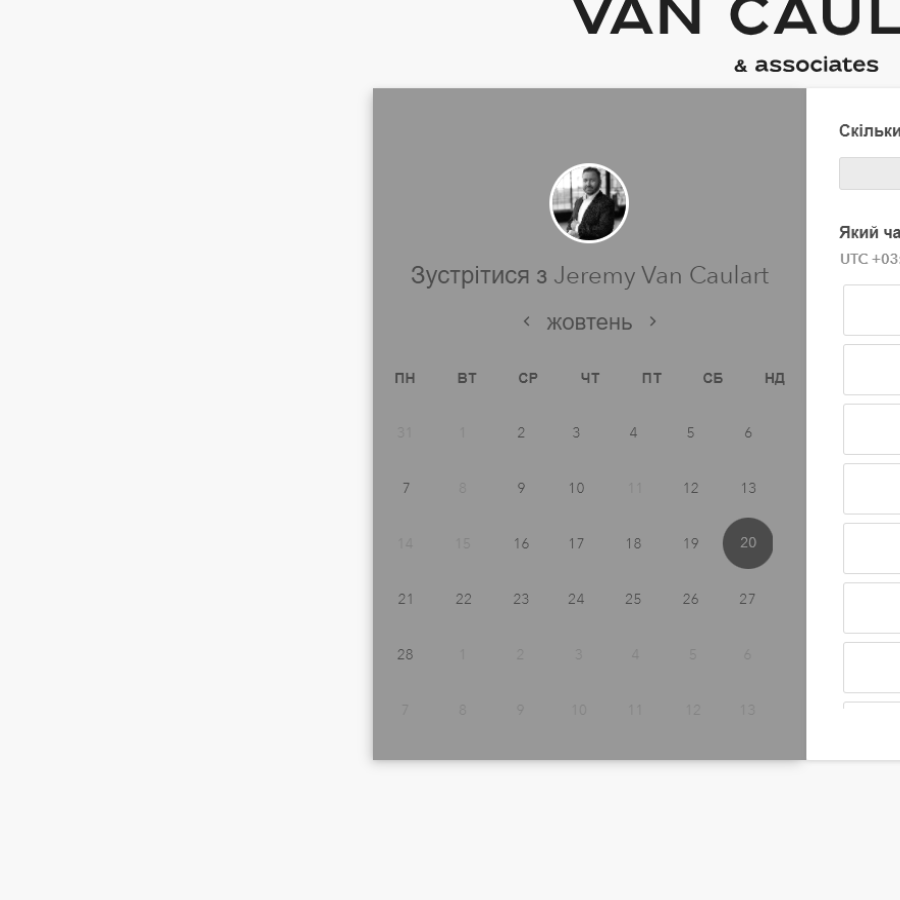 VAN CAUL
& associates
Зустрітися з Jeremy Van Caulart
жовтень
ПН ВТ СР ЧТ ПТ СБ НД
31 1 2 3 4 5 6
7 8 9 10 11 12 13
14 15 16 17 18 19 20
21 22 23 24 25 26 27
28 1 2 3 4 5 6
7 8 9 10 11 12 13
Скільки
Який ча
UTC +03: